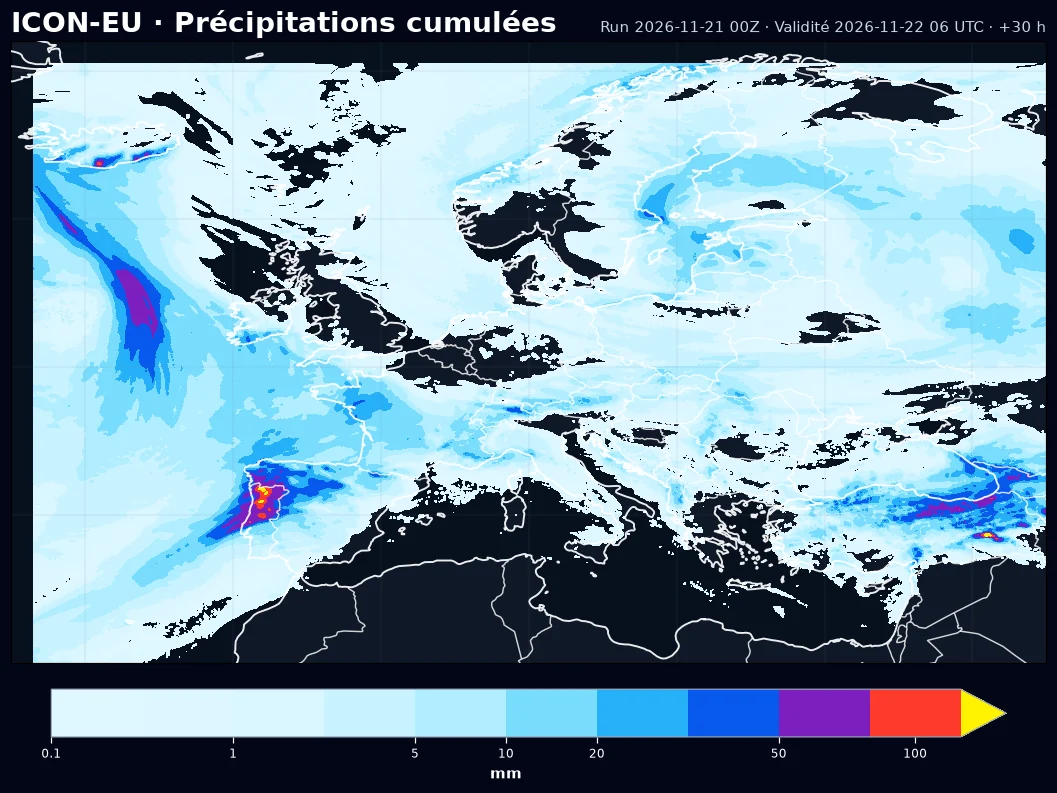 ICON-EU · Précipitations cumulées
Run 2026-11-21 00Z · Validité 2026-11-22 06 UTC · +30 h
0.1 1 5 10 20 50 100
mm